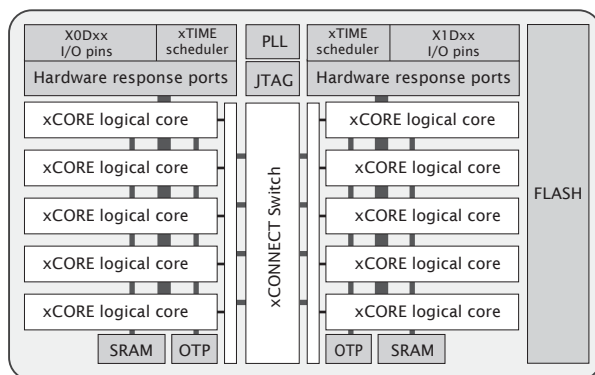 X0Dxx
I/O pins
xTIME
scheduler
PLL
xTIME
scheduler
X1Dxx
I/O pins
Hardware response ports
JTAG
Hardware response ports
FLASH
xCORE logical core
xCORE logical core
xCORE logical core
xCORE logical core
xCORE logical core
xCONNECT Switch
xCORE logical core
xCORE logical core
xCORE logical core
xCORE logical core
xCORE logical core
SRAM
OTP
OTP
SRAM